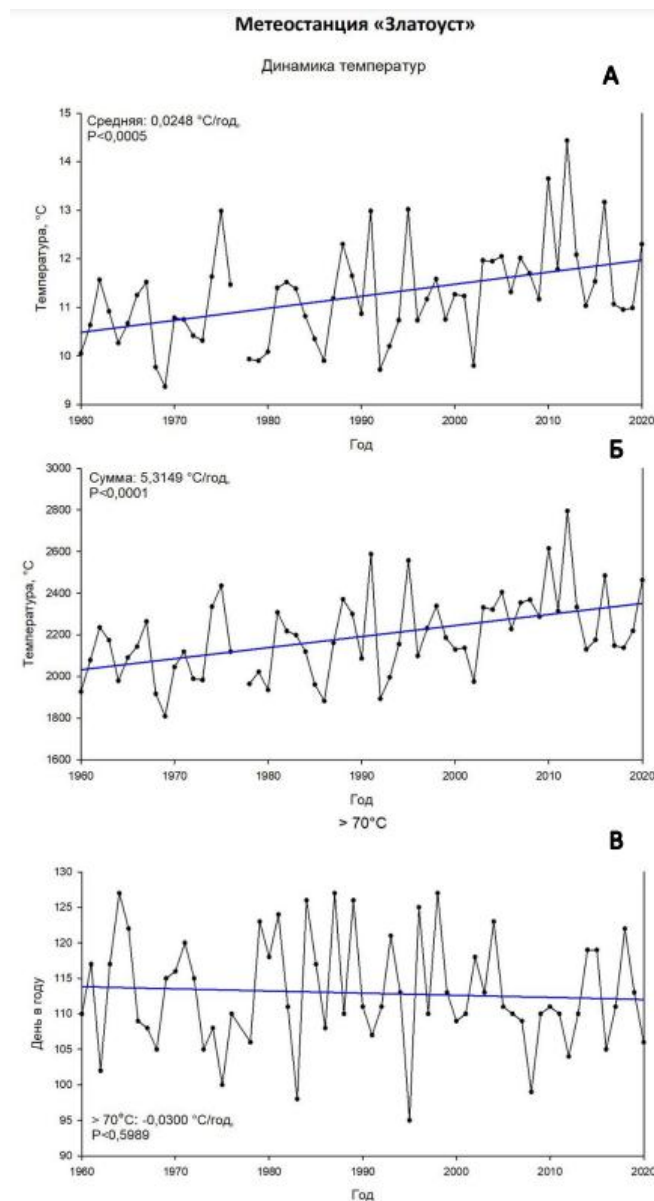 Метеостанция «Златоуст»
Динамика температур
А
Средняя: 0,0248 °С/год,
P<0,0005
Температура, °С
15
14
13
12
11
10
9
1960
1970
1980
1990
2000
2010
2020
Год
Б
Сумма: 5,3149 °С/год,
P<0,0001
Температура, °С
3000
2800
2600
2400
2200
2000
1800
1600
1960
1970
1980
1990
2000
2010
2020
Год
> 70°С
В
День в году
130
125
120
115
110
105
100
95
90
> 70°С: -0,0300 °С/год,
P<0,5989
1960
1970
1980
1990
2000
2010
2020
Год